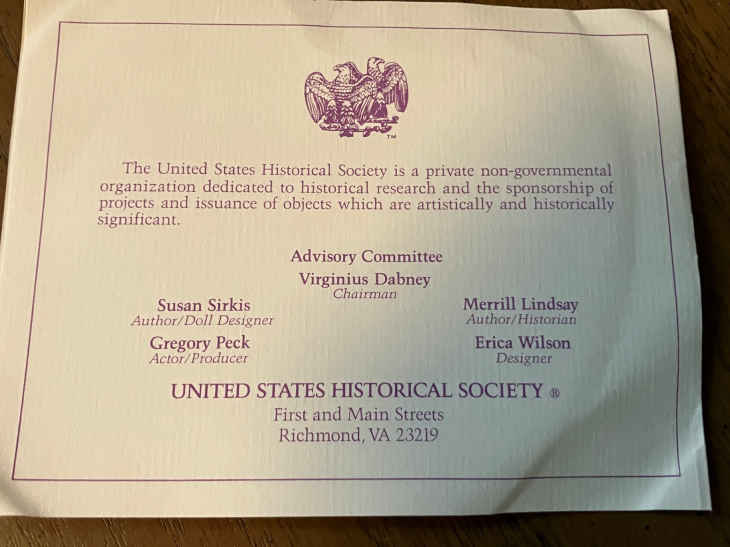 TM
The United States Historical Society is a private non-governmental
organization dedicated to historical research and the sponsorship of
projects and issuance of objects which are artistically and historically
significant.
Advisory Committee
Virginius Dabney
Chairman
Susan Sirkis
Author/Doll Designer
Merrill Lindsay
Author/Historian
Gregory Peck
Actor/Producer
Erica Wilson
Designer
UNITED STATES HISTORICAL SOCIETY ®
First and Main Streets
Richmond, VA 23219